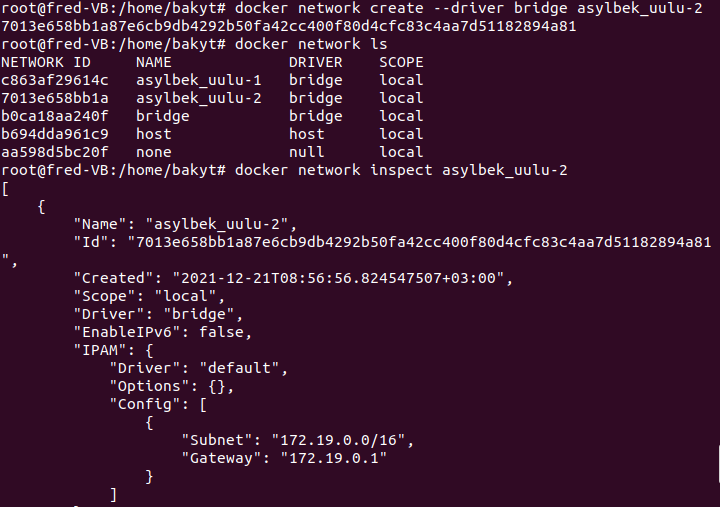 root@fred-VB:/home/bakyt# docker network create --driver bridge asylbek_uulu-2
7013e658bb1a87e6cb9db4292b50fa42cc400f80d4cfc83c4aa7d51182894a81
root@fred-VB:/home/bakyt# docker network ls
NETWORK ID     NAME             DRIVER    SCOPE
c863af29614c   asylbek_uulu-1   bridge    local
7013e658bb1a   asylbek_uulu-2   bridge    local
b0ca18aa240f   bridge           bridge    local
b694dda961c9   host             host      local
aa598d5bc20f   none             null      local
root@fred-VB:/home/bakyt# docker network inspect asylbek_uulu-2
[
    {
        "Name": "asylbek_uulu-2",
        "Id": "7013e658bb1a87e6cb9db4292b50fa42cc400f80d4cfc83c4aa7d51182894a81
",
        "Created": "2021-12-21T08:56:56.824547507+03:00",
        "Scope": "local",
        "Driver": "bridge",
        "EnableIPv6": false,
        "IPAM": {
            "Driver": "default",
            "Options": {},
            "Config": [
                {
                    "Subnet": "172.19.0.0/16",
                    "Gateway": "172.19.0.1"
                }
            ]